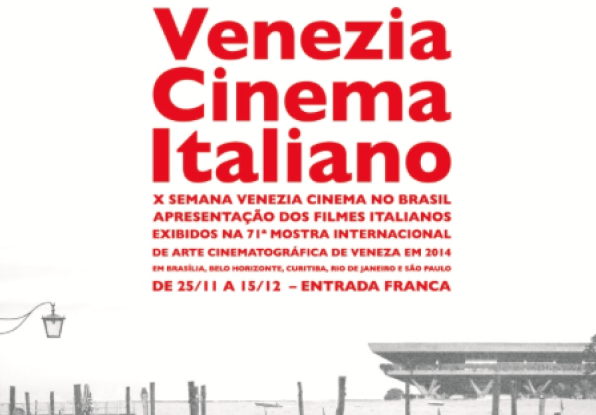 Venezia
Cinema
Italiano
X SEMANA VENEZIA CINEMA NO BRASIL
APRESENTAÇÃO DOS FILMES ITALIANOS
EXIBIDOS NA 71ª MOSTRA INTERNACIONAL
DE ARTE CINEMATOGRÁFICA DE VENEZA EM 2014
EM BRASÍLIA, BELO HORIZONTE, CURITIBA, RIO DE JANEIRO E SÃO PAULO
DE 25/11 A 15/12 – ENTRADA FRANCA